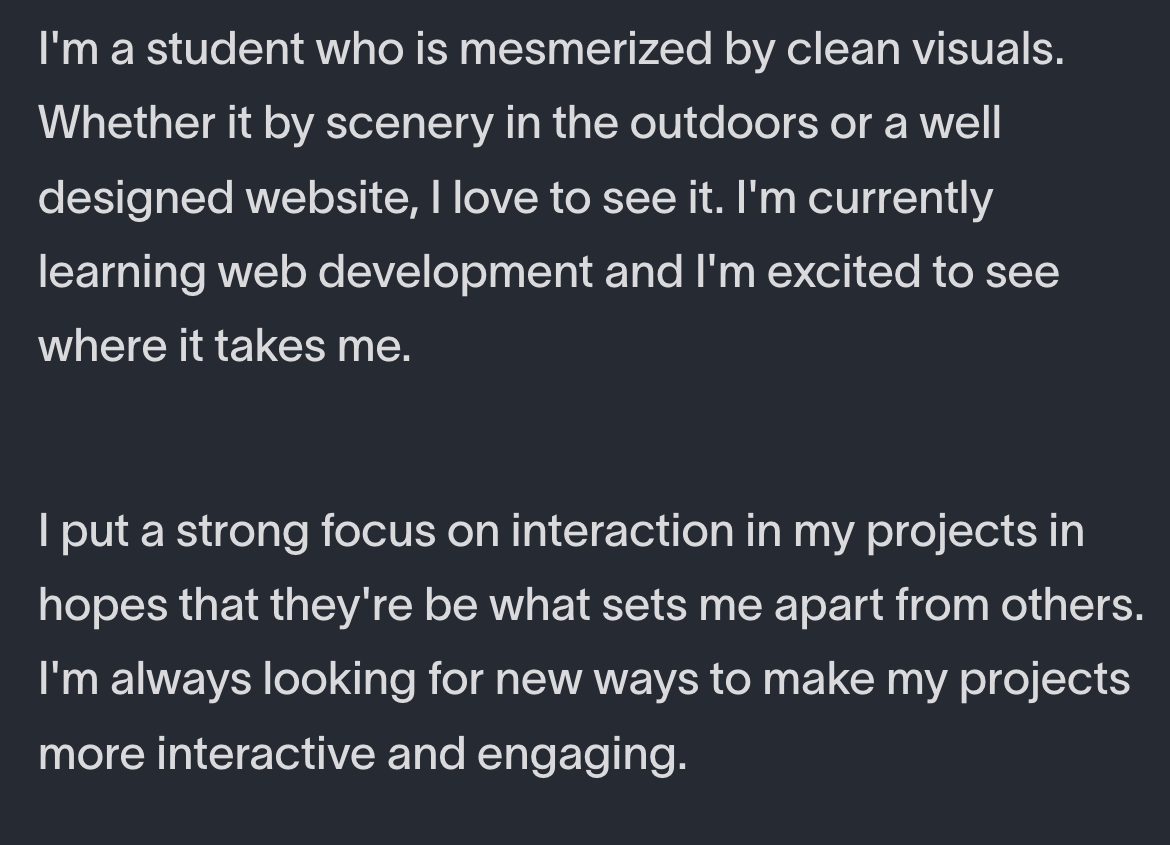 I'm a student who is mesmerized by clean visuals.
Whether it by scenery in the outdoors or a well
designed website, I love to see it. I'm currently
learning web development and I'm excited to see
where it takes me.
I put a strong focus on interaction in my projects in
hopes that they're be what sets me apart from others.
I'm always looking for new ways to make my projects
more interactive and engaging.